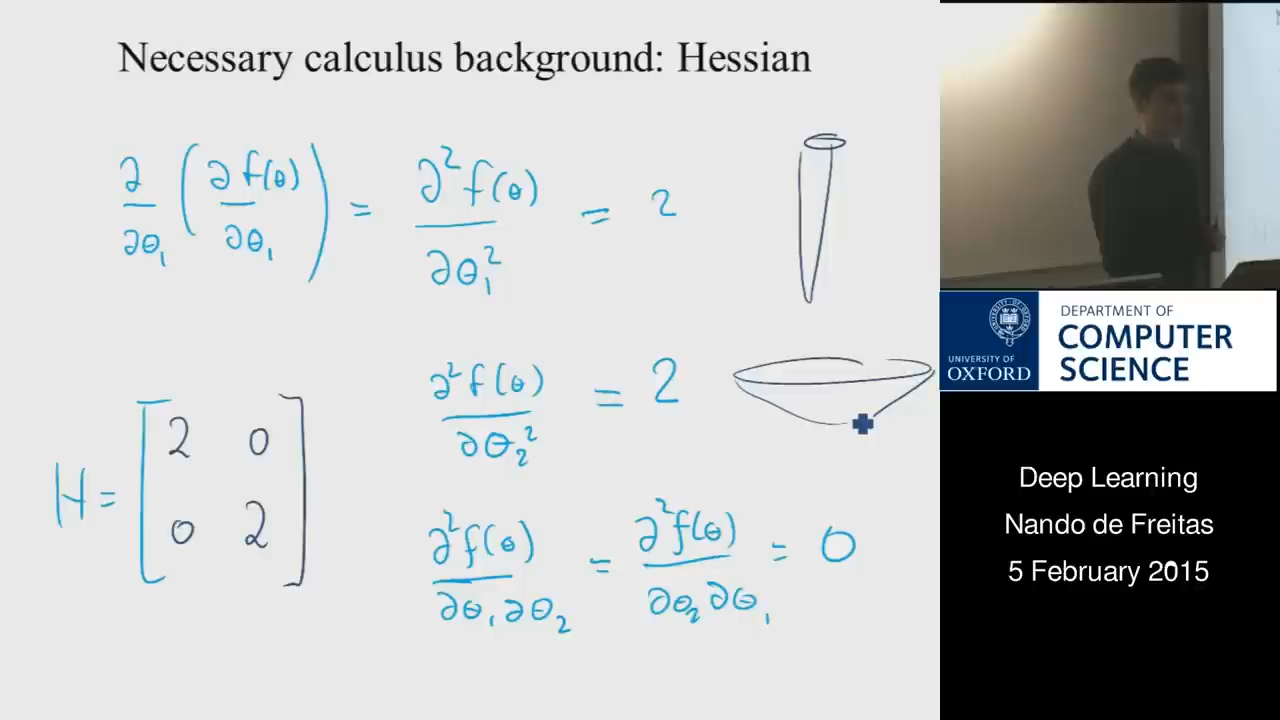 Necessary calculus background: Hessian
∂/∂θ₁ (∂f(θ)/∂θ₁) = ∂²f(θ)/∂θ₁² = 2
∂²f(θ)/∂θ₂² = 2
H = [2 0
0 2]
∂²f(θ)/∂θ₁∂θ₂ = ∂²f(θ)/∂θ₂∂θ₁ = 0
UNIVERSITY OF
OXFORD
DEPARTMENT OF
COMPUTER
SCIENCE
Deep Learning
Nando de Freitas
5 February 2015